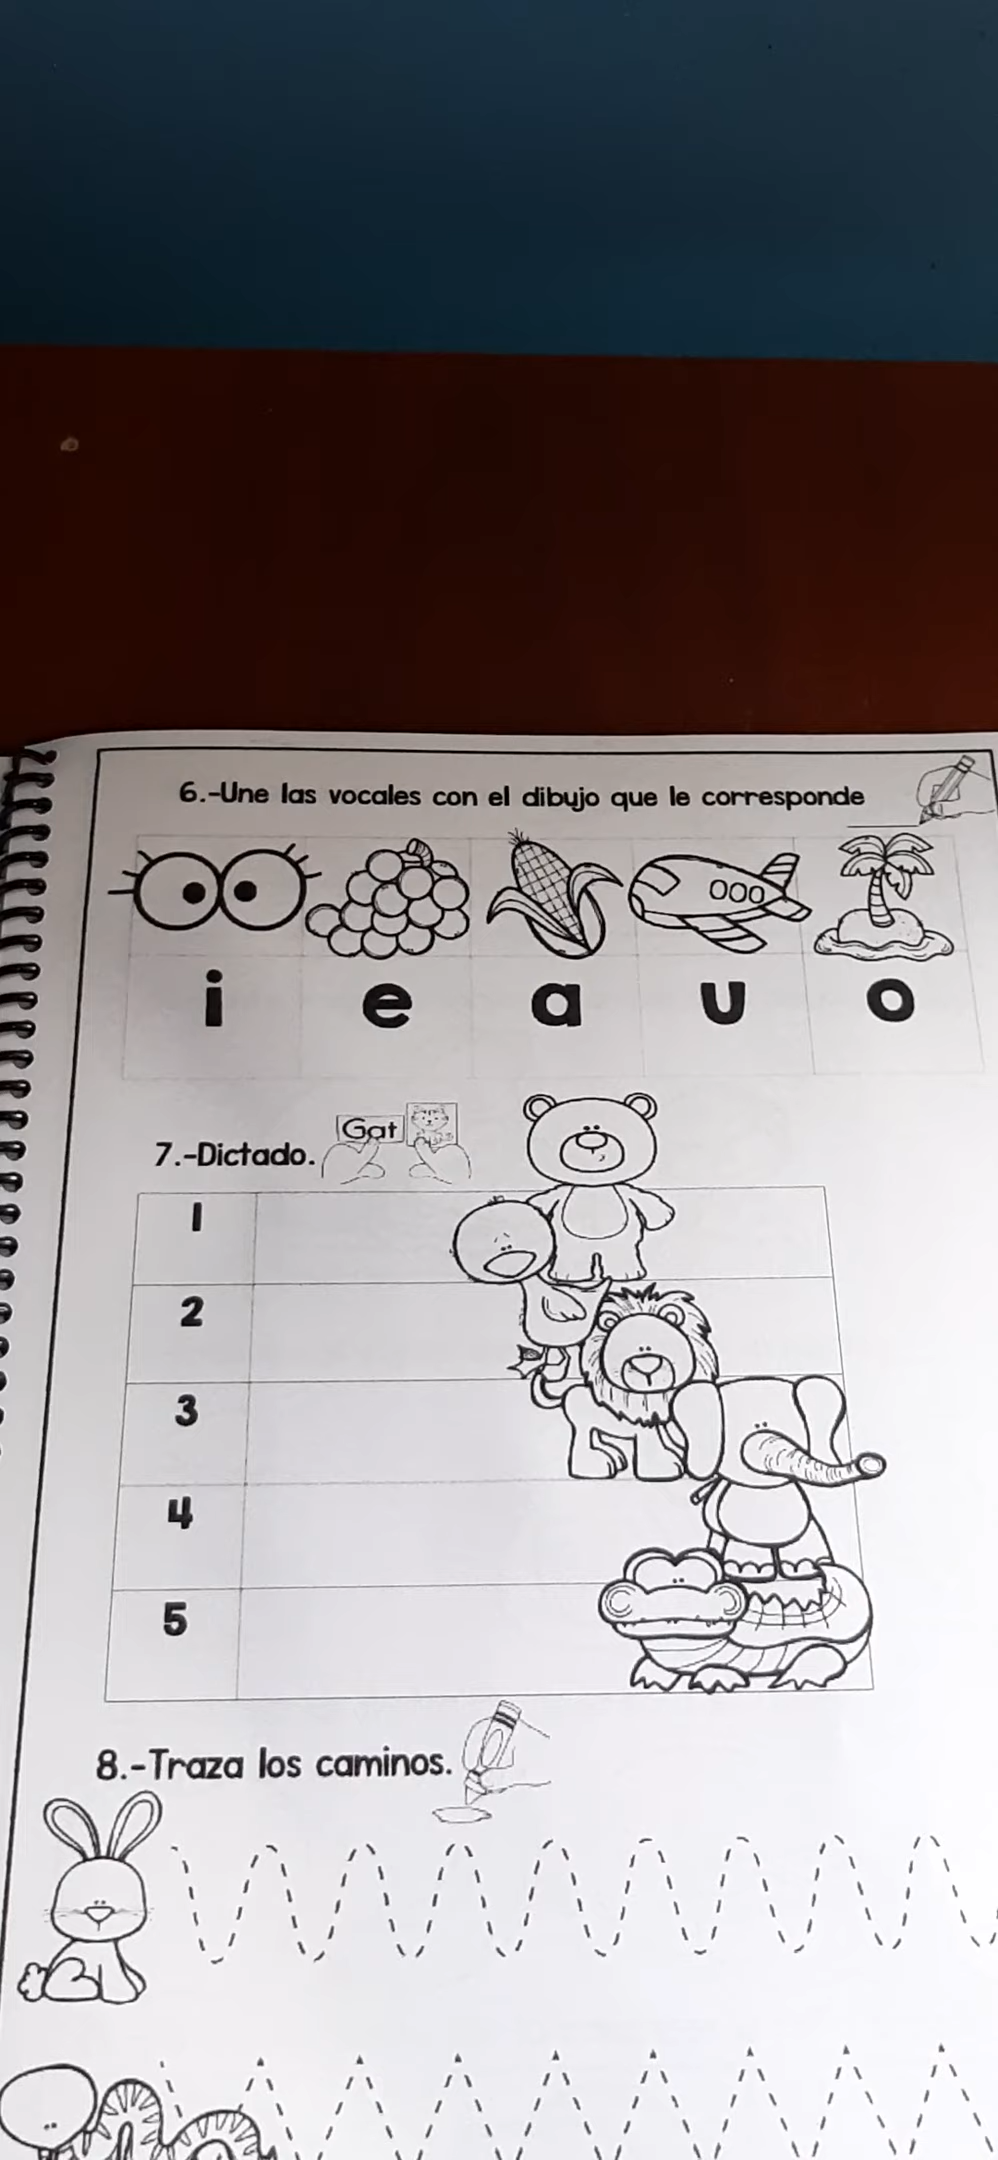 6.-Une las vocales con el dibujo que le corresponde
i e a u o
7.-Dictado.
Gat
1
2
3
4
5
8.-Traza los caminos.